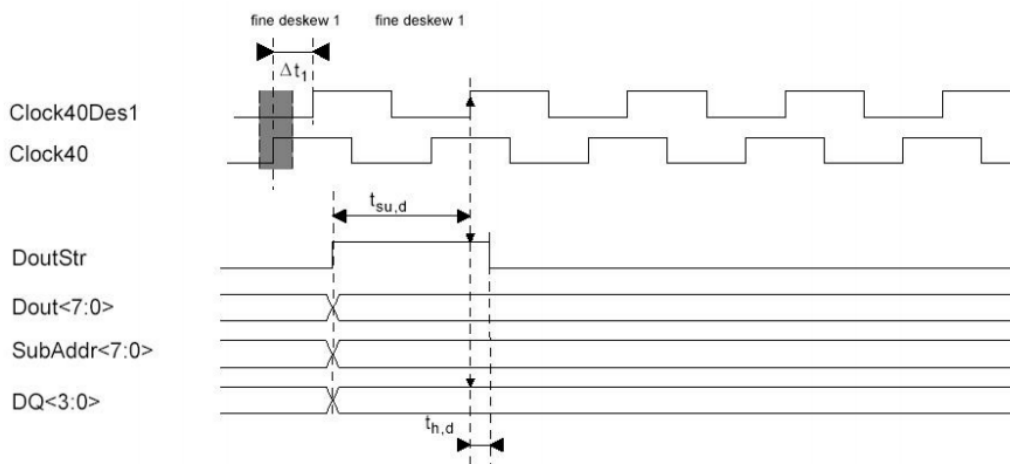 fine deskew 1 fine deskew 1
Δt1
Clock40Des1
Clock40
tsu,d
DoutStr
Dout<7:0>
SubAddr<7:0>
DQ<3:0>
th,d